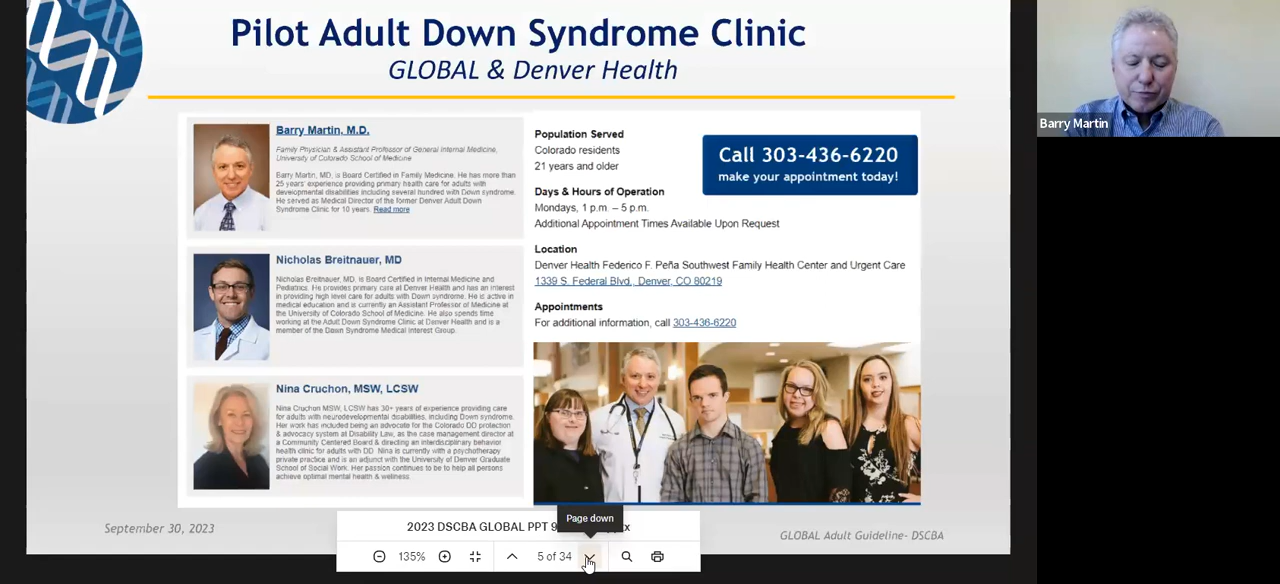 Pilot Adult Down Syndrome Clinic
GLOBAL & Denver Health
Barry Martin, M.D.
Family Physician & Assistant Professor of General Internal Medicine,
University of Colorado School of Medicine
Barry Martin, MD, is Board Certified in Family Medicine. He has more than
25 years' experience providing primary health care for adults with
developmental disabilities including several hundred with Down syndrome.
He served as Medical Director of the former Denver Adult Down
Syndrome Clinic for 10 years. Read more
Nicholas Breitnauer, MD
Nicholas Breitnauer, MD, is Board Certified in Internal Medicine and
Pediatrics. He provides primary care at Denver Health and has an interest
in providing high level care for adults with Down syndrome. He is active in
medical education and is currently an Assistant Professor of Medicine at
the University of Colorado School of Medicine. He also spends time
working at the Adult Down Syndrome Clinic at Denver Health and is a
member of the Down Syndrome Medical Interest Group.
Nina Cruchon, MSW, LCSW
Nina Cruchon MSW, LCSW has 30+ years of experience providing care
for adults with neurodevelopmental disabilities, including Down syndrome.
Her work has included being an advocate for the Colorado DD protection
& advocacy system at Disability Law, as the case management director at
a Community Centered Board & directing an interdisciplinary behavior
health clinic for adults with DD. Nina is currently with a psychotherapy
private practice and is an adjunct with the University of Denver Graduate
School of Social Work. Her passion continues to be to help all persons
achieve optimal mental health & wellness.
Population Served
Colorado residents
21 years and older
Call 303-436-6220
make your appointment today!
Days & Hours of Operation
Mondays, 1 p.m. – 5 p.m.
Additional Appointment Times Available Upon Request
Location
Denver Health Federico F. Peña Southwest Family Health Center and Urgent Care
1339 S. Federal Blvd., Denver, CO 80219
Appointments
For additional information, call 303-436-6220
September 30, 2023
GLOBAL Adult Guideline- DSCBA
2023 DSCBA GLOBAL PPT 9
Page down
135%
5 of 34
Barry Martin